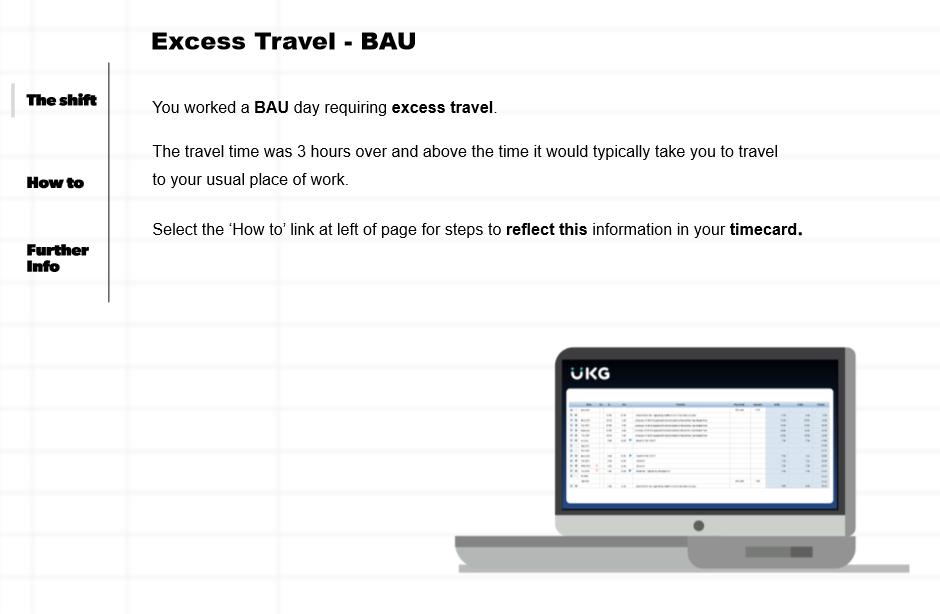 Excess Travel - BAU
The shift
You worked a BAU day requiring excess travel.
The travel time was 3 hours over and above the time it would typically take you to travel
to your usual place of work.
How to
Select the ‘How to’ link at left of page for steps to reflect this information in your timecard.
Further
Info
UKG